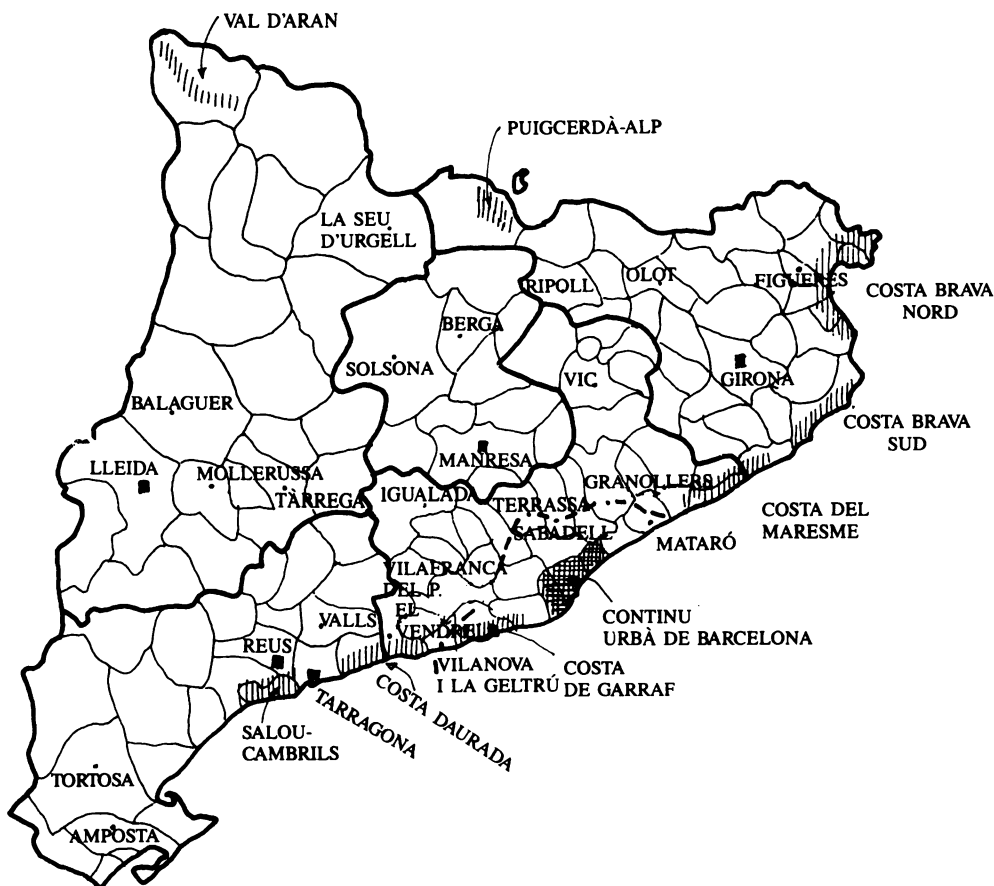 VAL D'ARAN
PUIGCERDÀ-ALP
LA SEU
D'URGELL
RIPOLL
OLOT
FIGUERES
COSTA BRAVA
NORD
BERGA
SOLSONA
VIC
GIRONA
BALAGUER
COSTA BRAVA
SUD
LLEIDA
MOLLERUSSA
TÀRREGA
MANRESA
IGUALADA
TERRASSA
GRANOLLERS
SABADELL
COSTA DEL
MARESME
MATARÓ
VILAFRANCA
DEL P.
EL
VENDRELL
VALLS
REUS
CONTINU
URBÀ DE BARCELONA
VILANOVA
I LA GELTRÚ
COSTA
DE GARRAF
COSTA DAURADA
TARRAGONA
SALOU-
CAMBRILS
TORTOSA
AMPOSTA